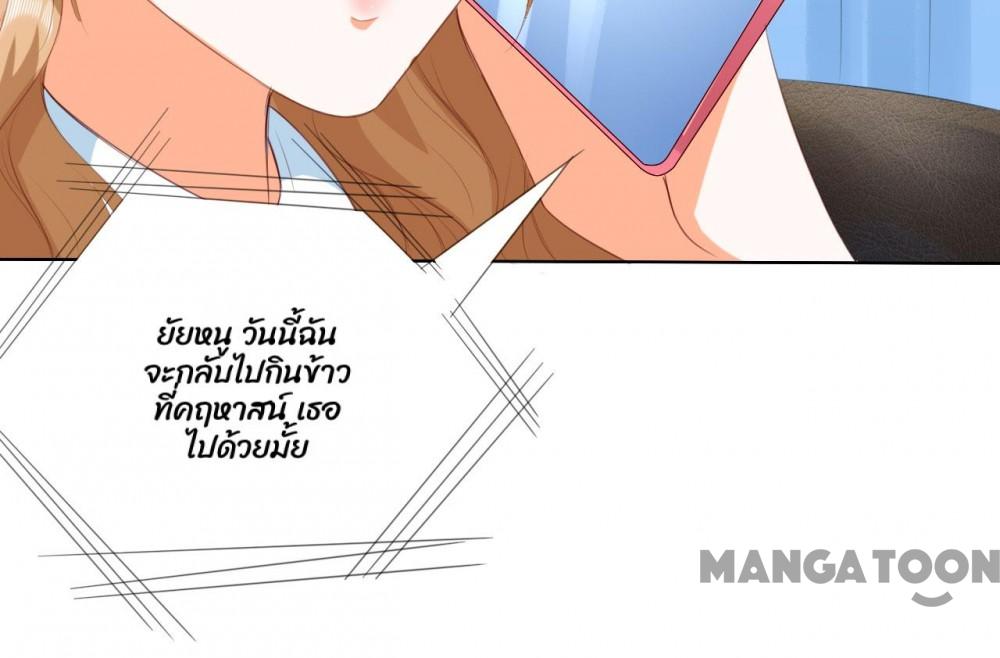 ยัยหนู วันนี้ฉัน
จะกลับไปกินข้าว
ที่คฤหาสน์ เธอ
ไปด้วยมั้ย
MANGATOON